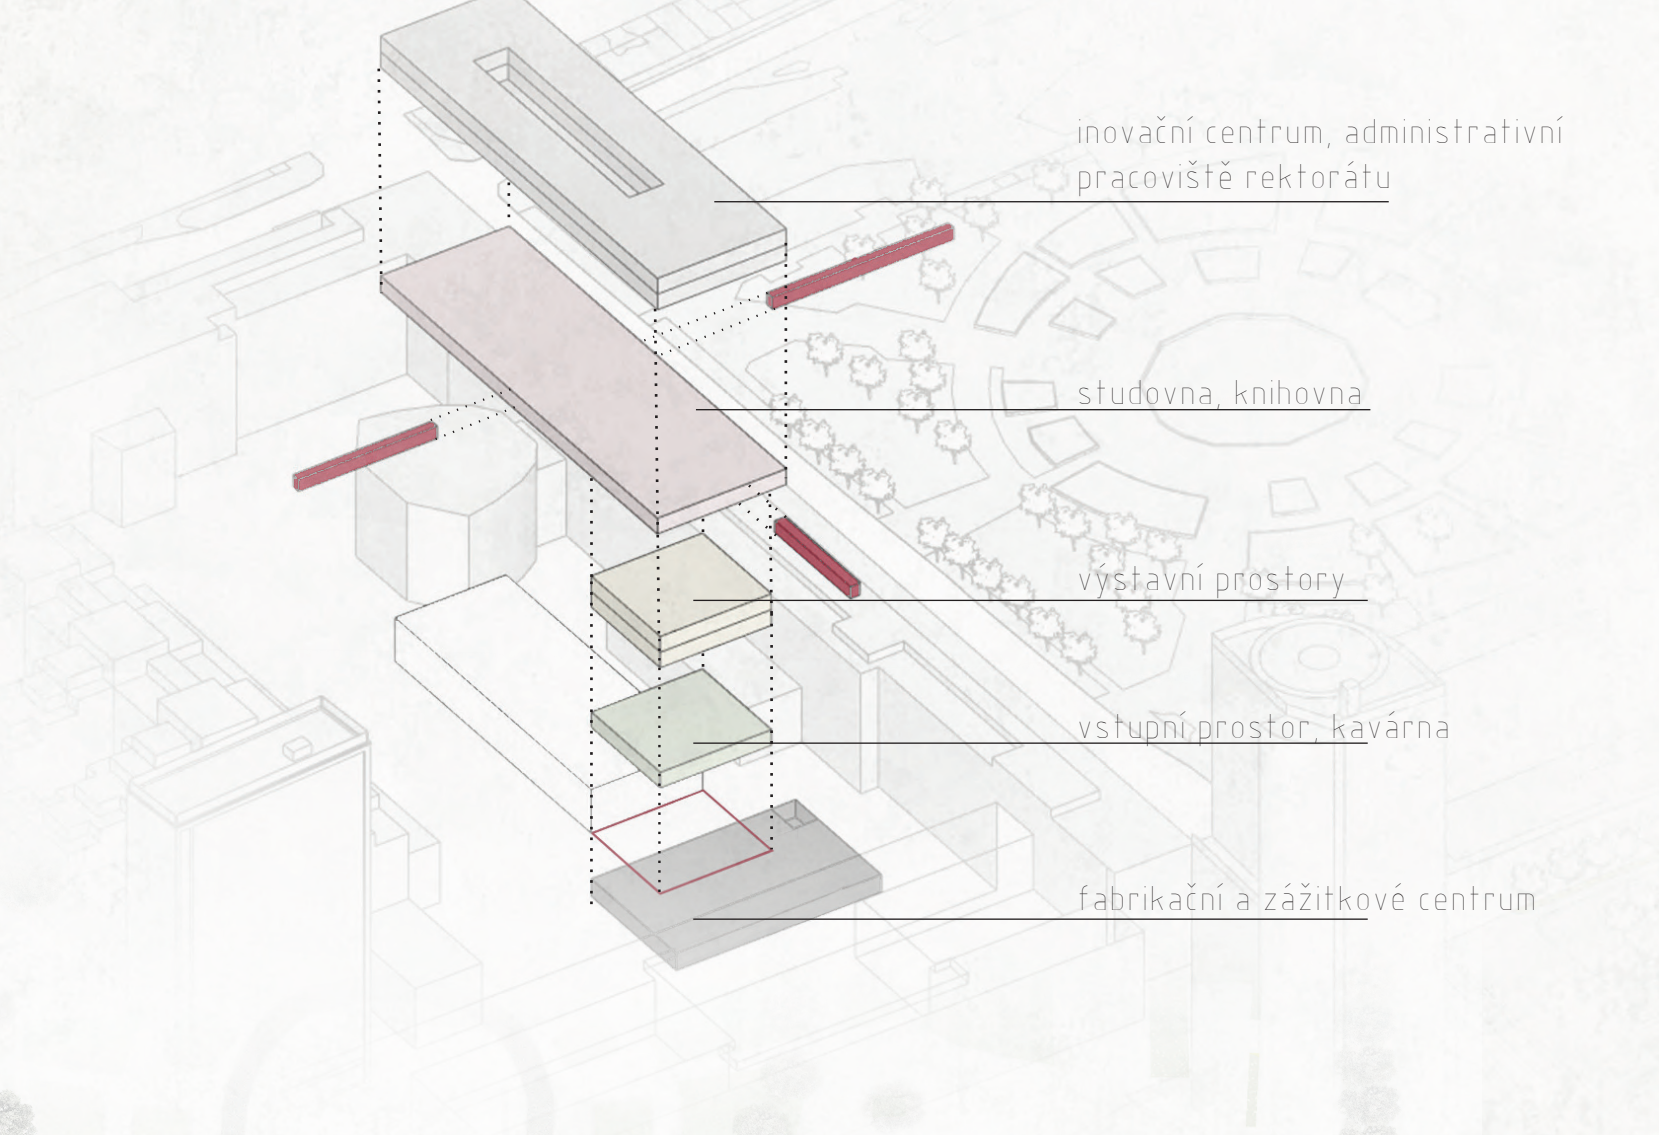 inovační centrum, administrativní
pracoviště rektorátu
studovna, knihovna
výstavní prostory
vstupní prostor, kavárna
fabrikační a zážitkové centrum